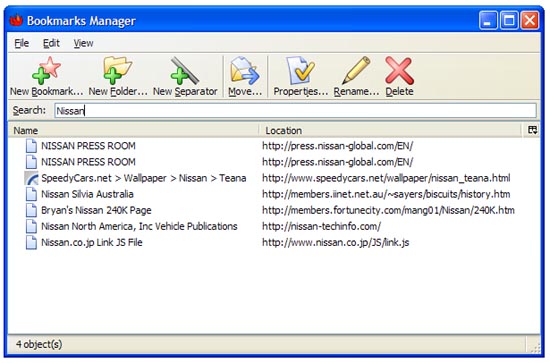 Bookmarks Manager
File Edit View
New Bookmark... New Folder... New Separator Move... Properties... Rename... Delete
Search: Nissan
Name Location
NISSAN PRESS ROOM http://press.nissan-global.com/EN/
NISSAN PRESS ROOM http://press.nissan-global.com/EN/
SpeedyCars.net > Wallpaper > Nissan > Teana http://www.speedycars.net/wallpaper/nissan_teana.html
Nissan Silvia Australia http://members.iinet.net.au/~sayers/biscuits/history.htm
Bryan's Nissan 240K Page http://members.fortunecity.com/mang01/Nissan/240K.htm
Nissan North America, Inc Vehicle Publications http://nissan-techinfo.com/
Nissan.co.jp Link JS File http://www.nissan.co.jp/JS/link.js
4 object(s)